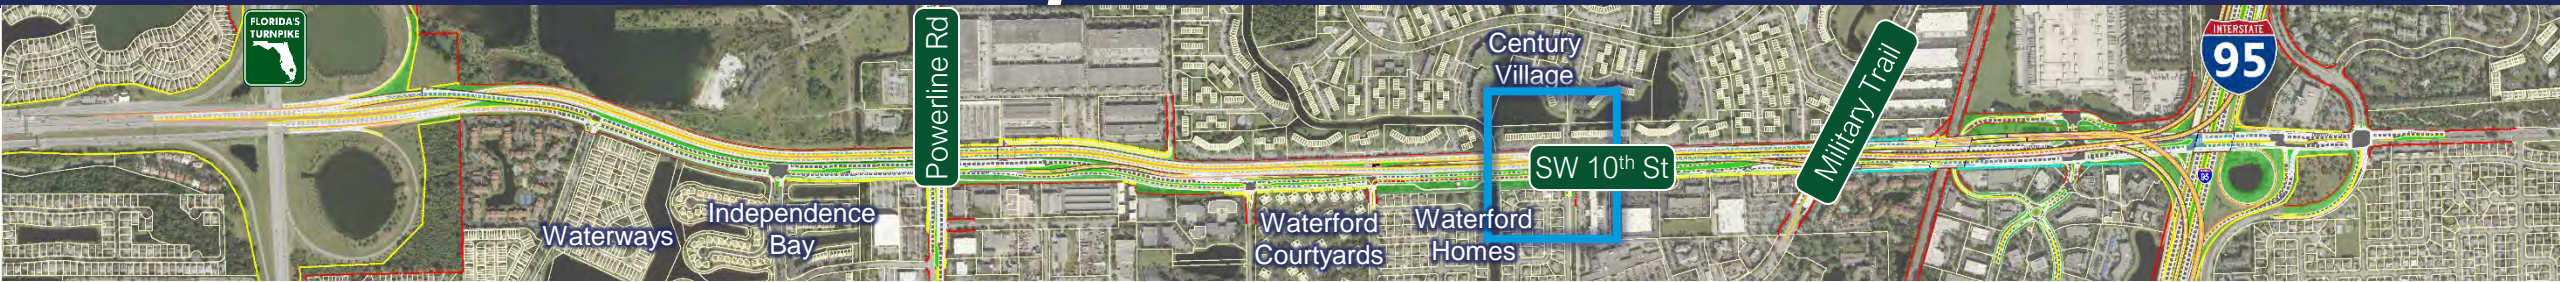 FLORIDA'S
TURNPIKE
Powerline Rd
Century
Village
Military Trail
INTERSTATE
95
SW 10th St
Waterways
Independence
Bay
Waterford
Courtyards
Waterford
Homes
95